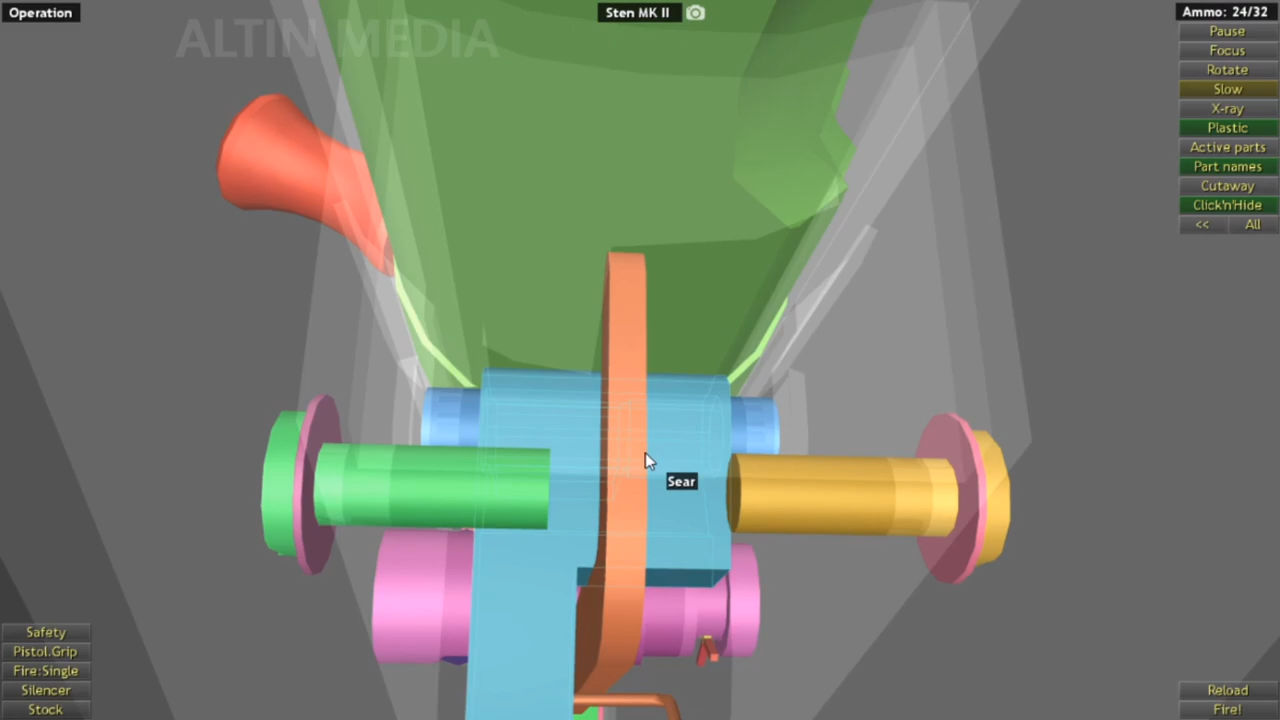 Operation
Sten MK II
Ammo: 24/32
ALTIN MEDIA
Pause
Focus
Rotate
Slow
X-ray
Plastic
Active parts
Part names
Cutaway
Click'n'Hide
<< All
Sear
Safety
Pistol.Grip
Fire:Single
Silencer
Stock
Reload
Fire!